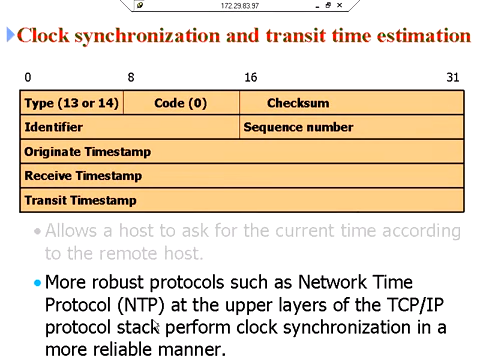 172.29.83.97
Clock synchronization and transit time estimation
0 8 16 31
Type (13 or 14) Code (0) Checksum
Identifier Sequence number
Originate Timestamp
Receive Timestamp
Transit Timestamp
• Allows a host to ask for the current time according
to the remote host.
• More robust protocols such as Network Time
Protocol (NTP) at the upper layers of the TCP/IP
protocol stack perform clock synchronization in a
more reliable manner.